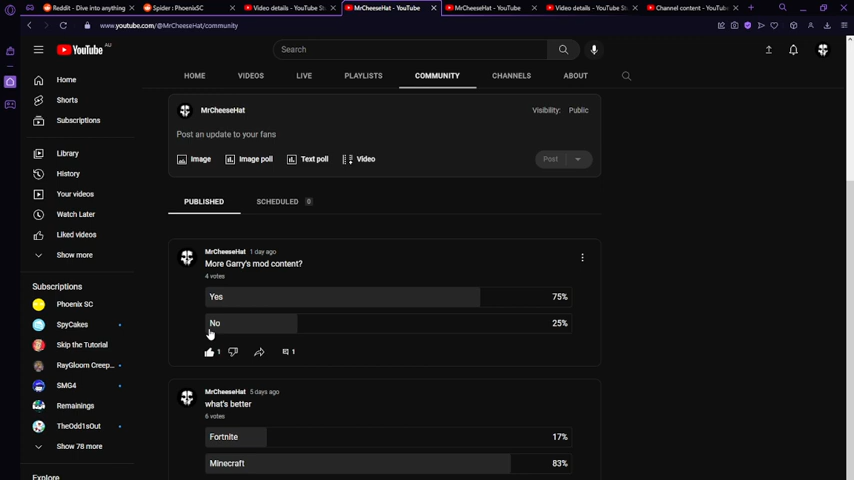 Reddit - Dive into anything
Spider : PhoenixSC
Video details - YouTube St
MrCheeseHat - YouTube
MrCheeseHat - YouTube
Video details - YouTube St
Channel content - YouTube
www.youtube.com/@MrCheeseHat/community
YouTube AU
Search
HOME
VIDEOS
LIVE
PLAYLISTS
COMMUNITY
CHANNELS
ABOUT
Home
Shorts
Subscriptions
Library
History
Your videos
Watch Later
Liked videos
Show more
Subscriptions
Phoenix SC
SpyCakes
Skip the Tutorial
RayGloom Creep...
SMG4
Remainings
TheOdd1sOut
Show 78 more
Explore
MrCheeseHat
Visibility: Public
Post an update to your fans
Image
Image poll
Text poll
Video
Post
PUBLISHED
SCHEDULED 0
MrCheeseHat 1 day ago
More Garry's mod content?
4 votes
Yes 75%
No 25%
1
1
MrCheeseHat 5 days ago
what's better
6 votes
Fortnite 17%
Minecraft 83%